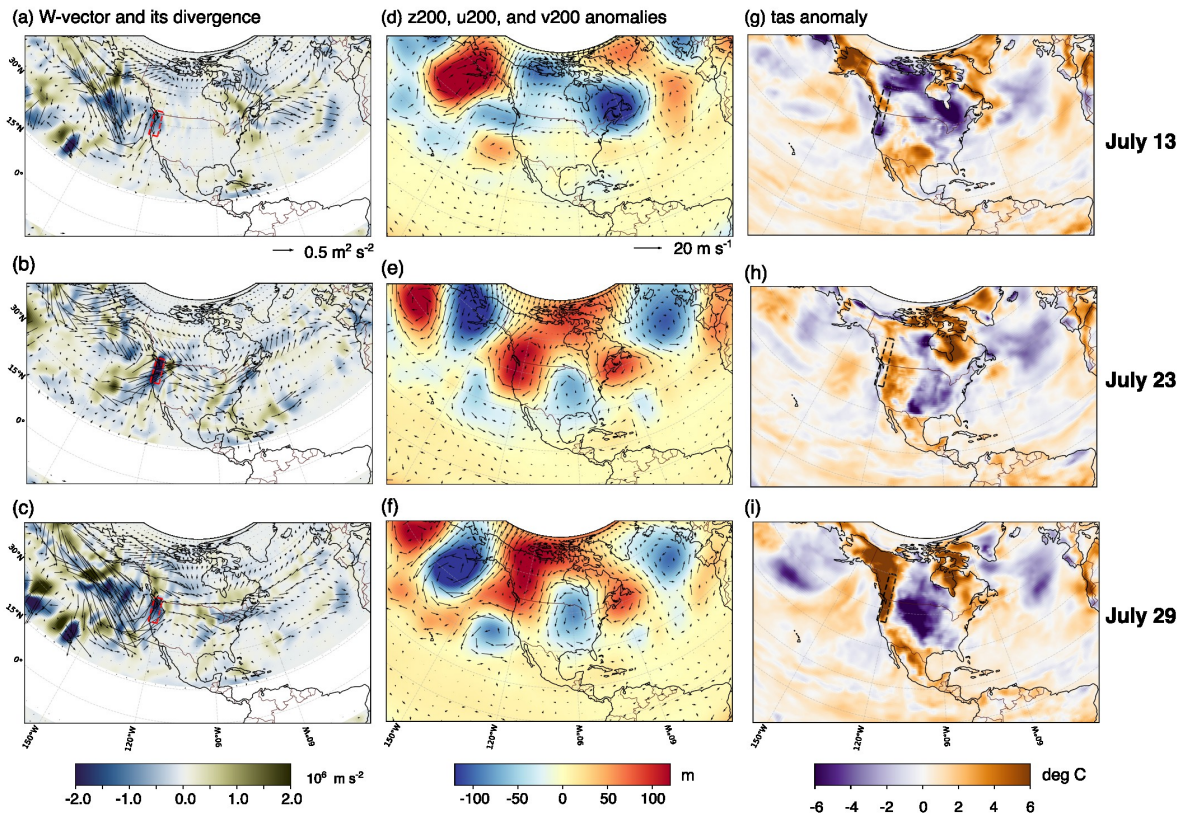 (a) W-vector and its divergence
(d) z200, u200, and v200 anomalies
(g) tas anomaly
30°N
15°N
0°
July 13
0.5 m² s⁻²
20 m s⁻¹
(b)
(e)
(h)
30°N
15°N
0°
July 23
(c)
(f)
(i)
30°N
15°N
0°
July 29
150°W
120°W
90°W
60°W
150°W
120°W
90°W
60°W
150°W
120°W
90°W
60°W
10⁶ m s⁻²
-2.0 -1.0 0.0 1.0 2.0
m
-100 -50 0 50 100
deg C
-6 -4 -2 0 2 4 6